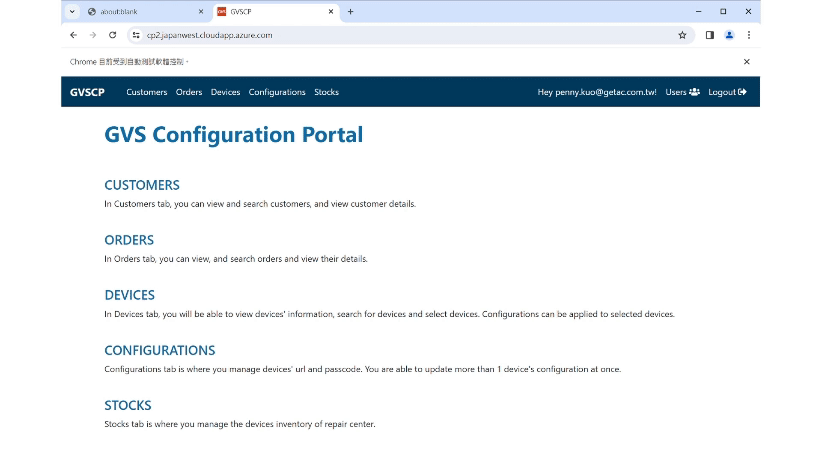 about:blank
GVSCP
cp2.japanwest.cloudapp.azure.com
Chrome 目前受到自動測試軟體控制。
GVSCP Customers Orders Devices Configurations Stocks Hey penny.kuo@getac.com.tw! Users Logout
GVS Configuration Portal
CUSTOMERS
In Customers tab, you can view and search customers, and view customer details.
ORDERS
In Orders tab, you can view, and search orders and view their details.
DEVICES
In Devices tab, you will be able to view devices' information, search for devices and select devices. Configurations can be applied to selected devices.
CONFIGURATIONS
Configurations tab is where you manage devices' url and passcode. You are able to update more than 1 device's configuration at once.
STOCKS
Stocks tab is where you manage the devices inventory of repair center.